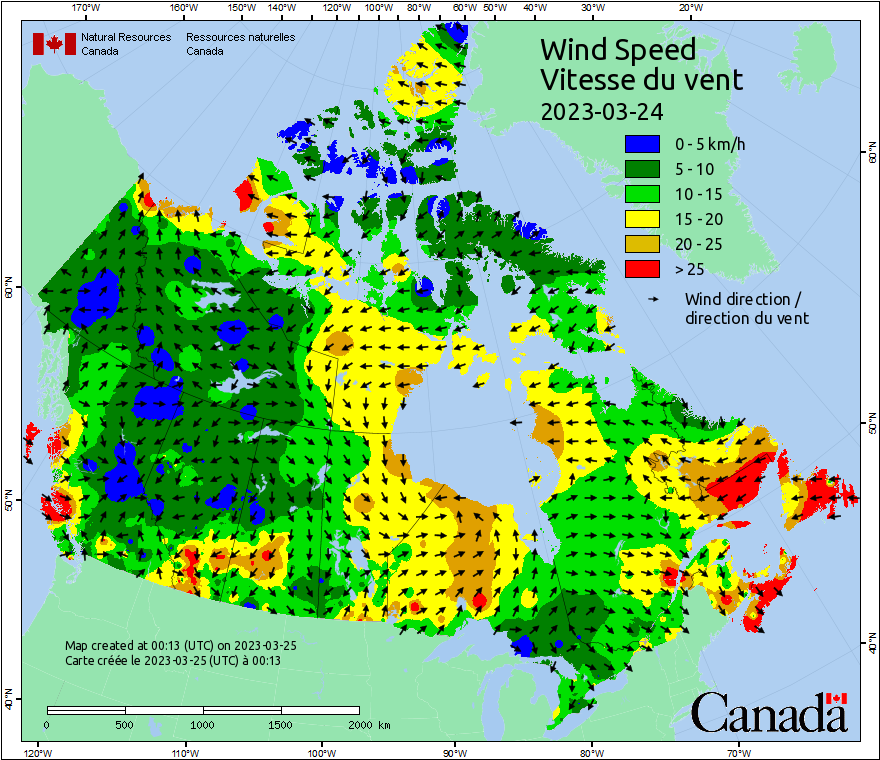 170°W 160°W 150°W 140°W 120°W 110°W 100°W 80°W 60°W 50°W 40°W 30°W 20°W
Natural Resources Ressources naturelles
Canada Canada
Wind Speed
Vitesse du vent
2023-03-24
0 - 5 km/h
5 - 10
10 - 15
15 - 20
20 - 25
> 25
Wind direction /
direction du vent
60°N
60°N
50°N
50°N
40°N
40°N
Map created at 00:13 (UTC) on 2023-03-25
Carte créée le 2023-03-25 (UTC) à 00:13
0 500 1000 1500 2000 km
Canada
120°W 110°W 100°W 90°W 80°W 70°W